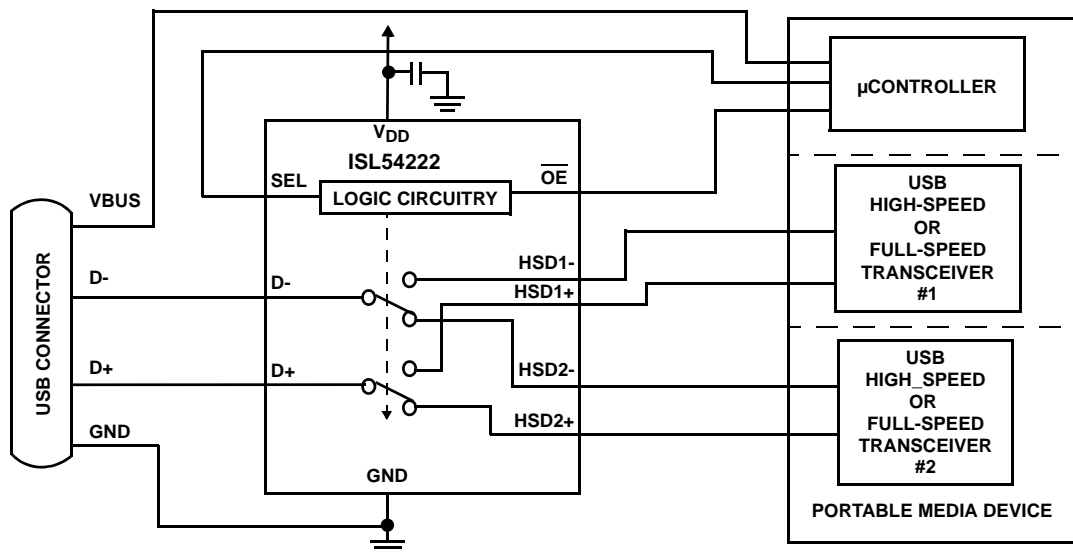 µCONTROLLER
VDD
ISL54222
SEL
OE
LOGIC CIRCUITRY
VBUS
USB CONNECTOR
D-
D-
D+
D+
GND
GND
HSD1-
HSD1+
HSD2-
HSD2+
USB
HIGH-SPEED
OR
FULL-SPEED
TRANSCEIVER
#1
USB
HIGH_SPEED
OR
FULL-SPEED
TRANSCEIVER
#2
PORTABLE MEDIA DEVICE